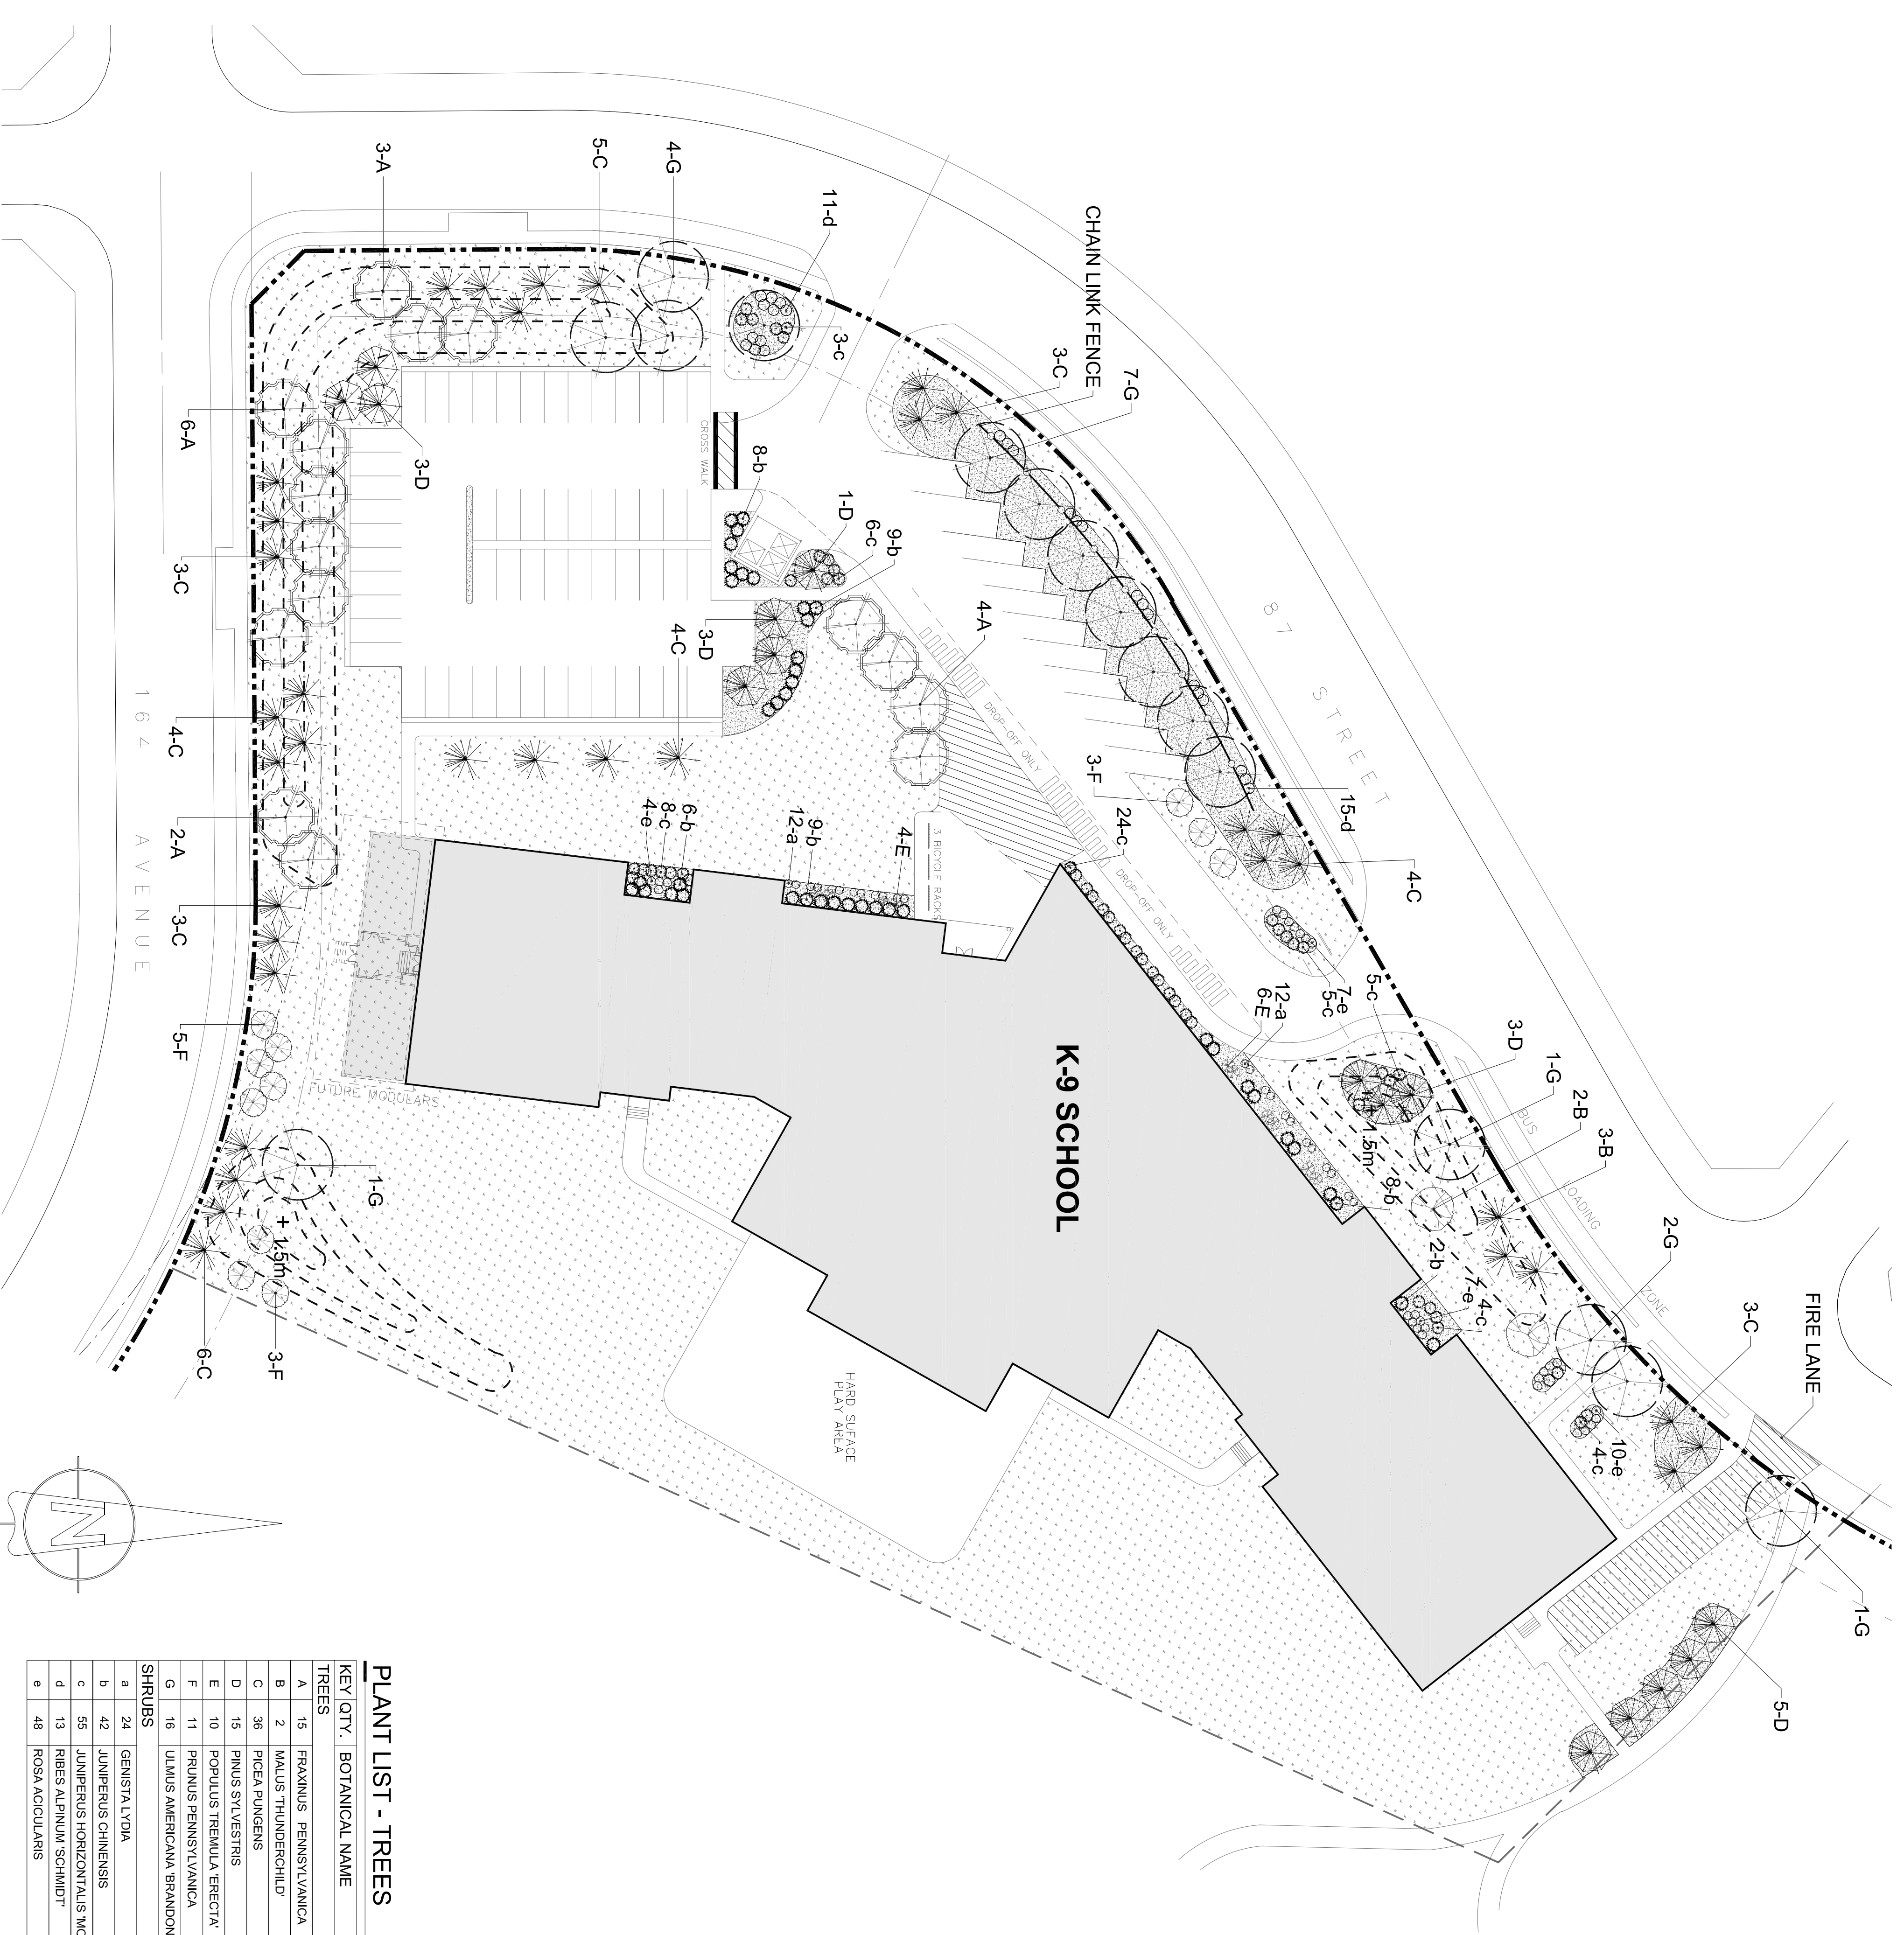 3-A
5-C
4-G
11-d
3-c
CHAIN LINK FENCE
3-C
7-G
6-A
3-D
CROSS WALK
8-b
1-D
9-b
6-c
3-C
4-A
87 STREET
3-D
4-C
164 AVENUE
4-C
DROP-OFF ONLY
3-F
15-d
2-A
6-b
8-c
4-e
9-b
12-a
4-E
3 BICYCLE RACKS
24-c
4-C
3-C
DROP-OFF ONLY
7-e
5-c
5-c
12-a
6-E
3-D
5-F
FUTURE MODULARS
K-9 SCHOOL
1-G
2-B
3-B
BUS LOADING ZONE
+ 1.5m
8-b
1-G
2-G
2-b
4-c
7-e
+ 1.5m
6-C
3-F
3-C
FIRE LANE
HARD SUFACE
PLAY AREA
10-e
4-c
1-G
5-D
N
PLANT LIST - TREES
KEY QTY. BOTANICAL NAME
TREES
A 15 FRAXINUS PENNSYLVANICA
B 2 MALUS 'THUNDERCHILD'
C 36 PICEA PUNGENS
D 15 PINUS SYLVESTRIS
E 10 POPULUS TREMULA 'ERECTA'
F 11 PRUNUS PENNSYLVANICA
G 16 ULMUS AMERICANA 'BRANDON
SHRUBS
a 24 GENISTA LYDIA
b 42 JUNIPERUS CHINENSIS
c 55 JUNIPERUS HORIZONTALIS 'MO
d 13 RIBES ALPINUM 'SCHMIDT'
e 48 ROSA ACICULARIS